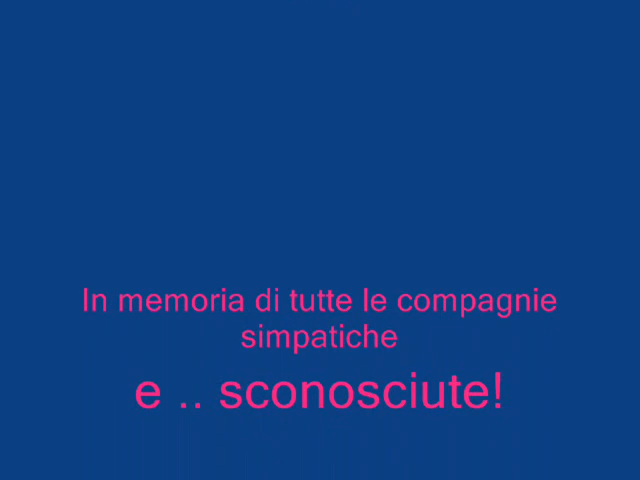 In memoria di tutte le compagnie
simpatiche
e .. sconosciute!